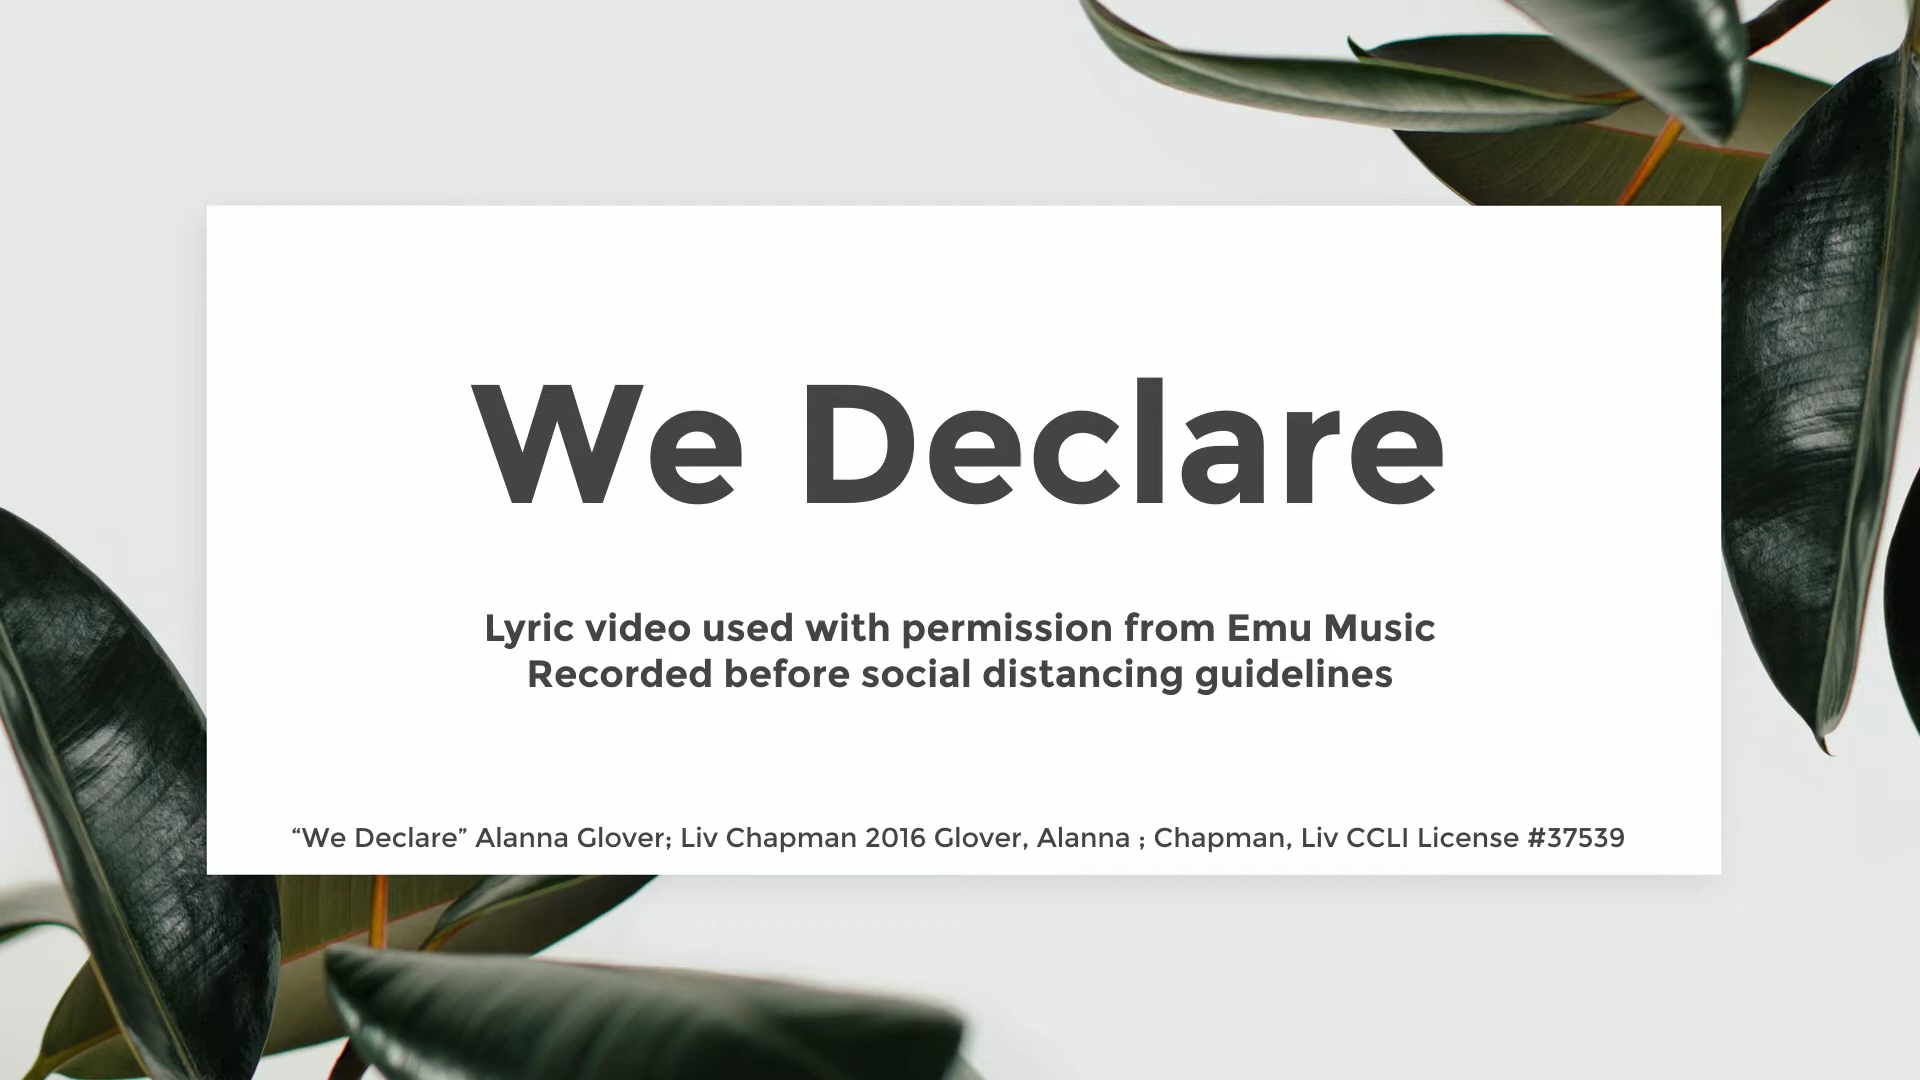 We Declare
Lyric video used with permission from Emu Music
Recorded before social distancing guidelines
“We Declare” Alanna Glover; Liv Chapman 2016 Glover, Alanna ; Chapman, Liv CCLI License #37539